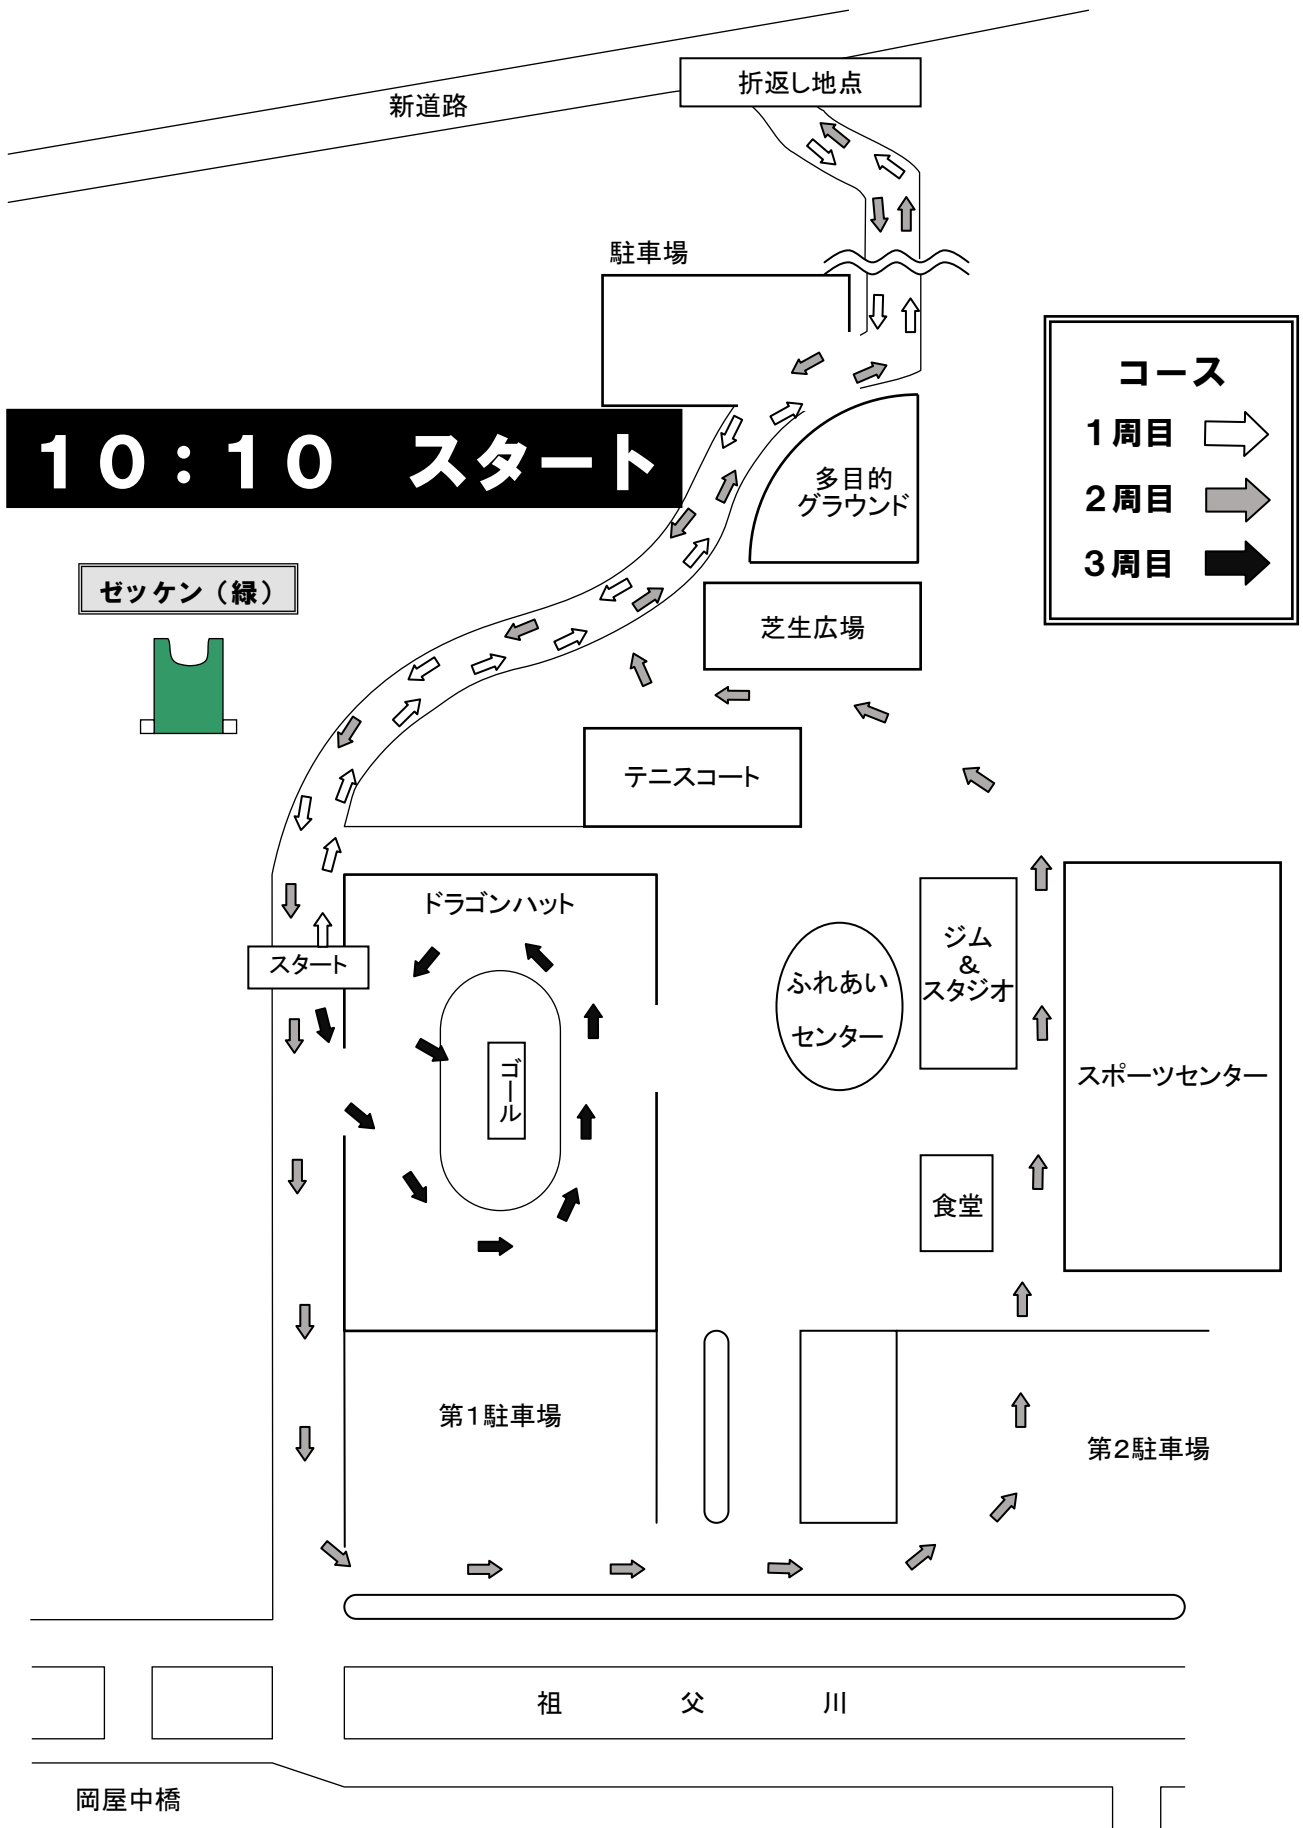 折返し地点
新道路
駐車場
コース
1周目
2周目
3周目
10:10 スタート
多目的
グラウンド
ゼッケン(緑)
芝生広場
テニスコート
ドラゴンハット
スタート
ジム
&
スタジオ
ふれあい
センター
ゴール
スポーツセンター
食堂
第1駐車場
第2駐車場
祖 父 川
岡屋中橋